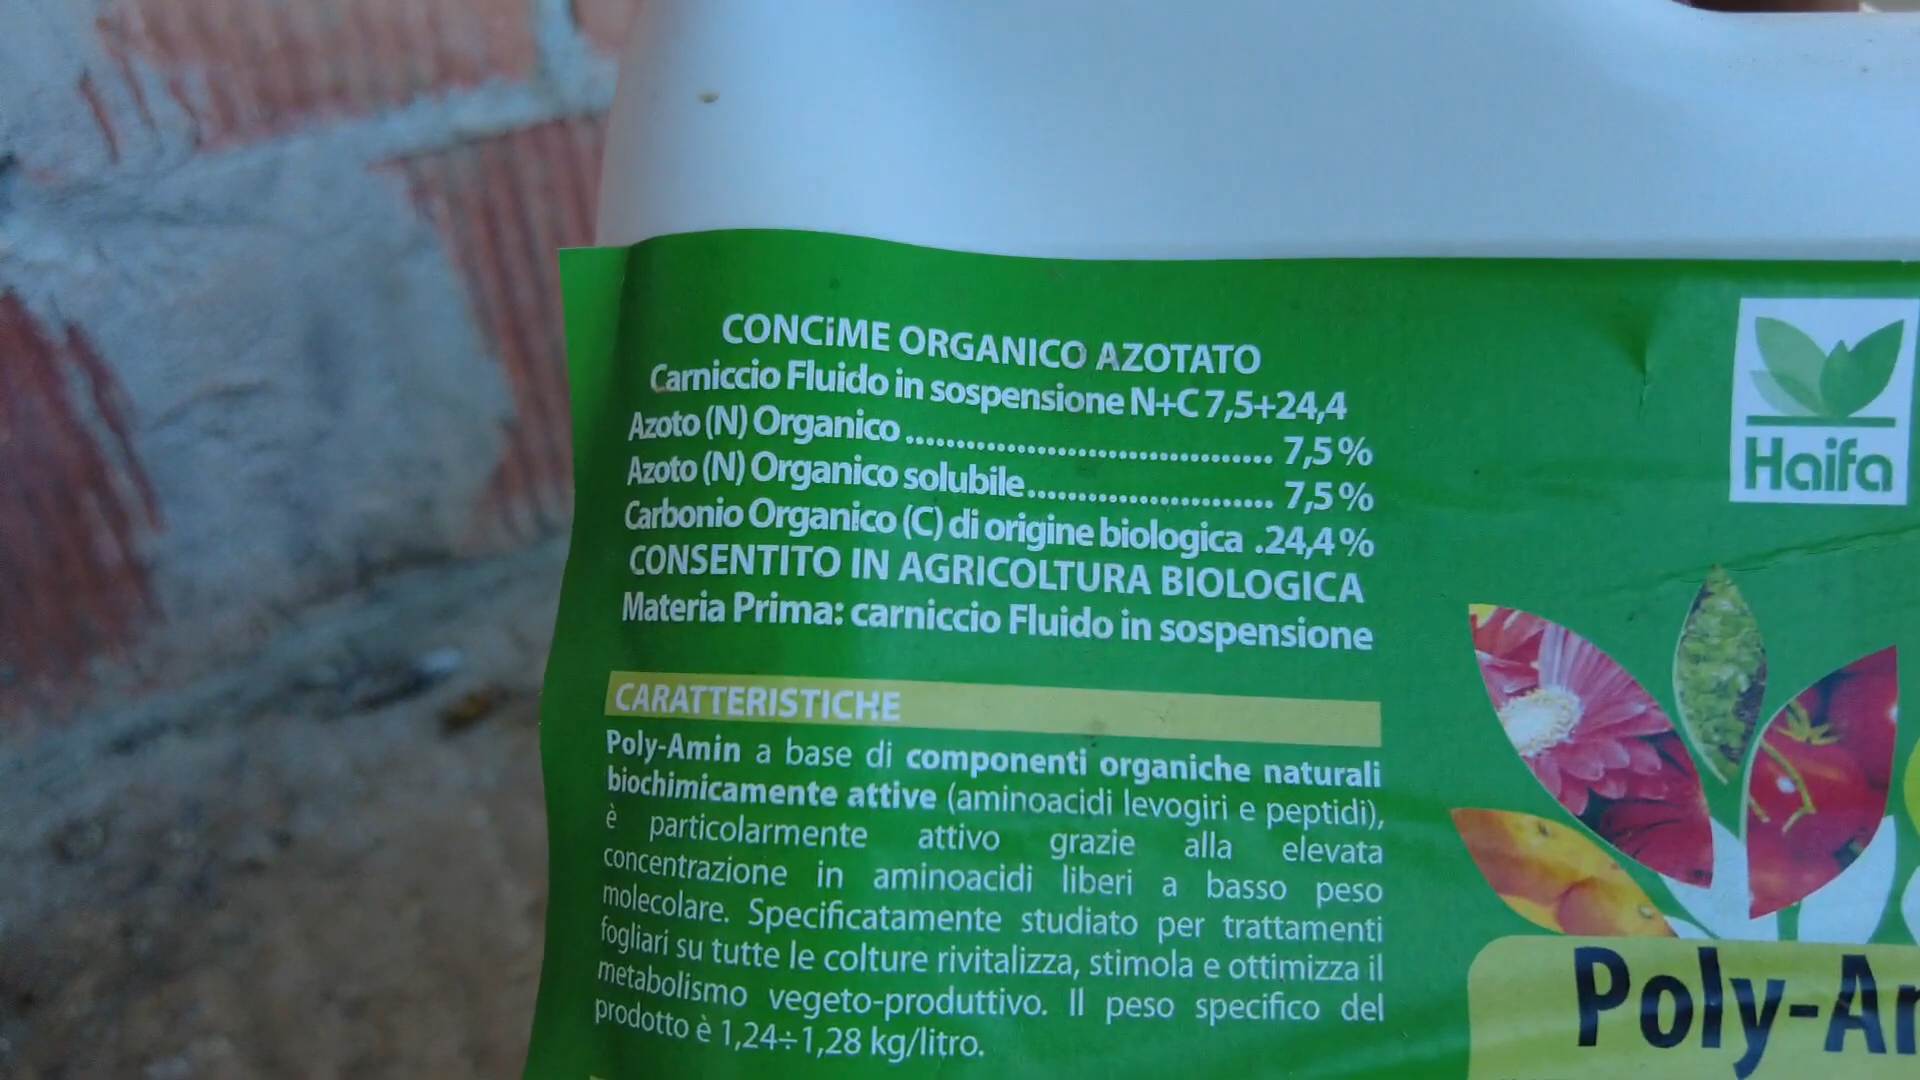 CONCIME ORGANICO AZOTATO
Carniccio Fluido in sospensione N+C 7,5+24,4
Azoto (N) Organico........................................ 7,5%
Azoto (N) Organico solubile........................... 7,5%
Carbonio Organico (C) di origine biologica .24,4%
CONSENTITO IN AGRICOLTURA BIOLOGICA
Materia Prima: carniccio Fluido in sospensione
CARATTERISTICHE
Poly-Amin a base di componenti organiche naturali
biochimicamente attive (aminoacidi levogiri e peptidi),
è particolarmente attivo grazie alla elevata
concentrazione in aminoacidi liberi a basso peso
molecolare. Specificatamente studiato per trattamenti
fogliari su tutte le colture rivitalizza, stimola e ottimizza il
metabolismo vegeto-produttivo. Il peso specifico del
prodotto è 1,24÷1,28 kg/litro.
Haifa
Poly-A